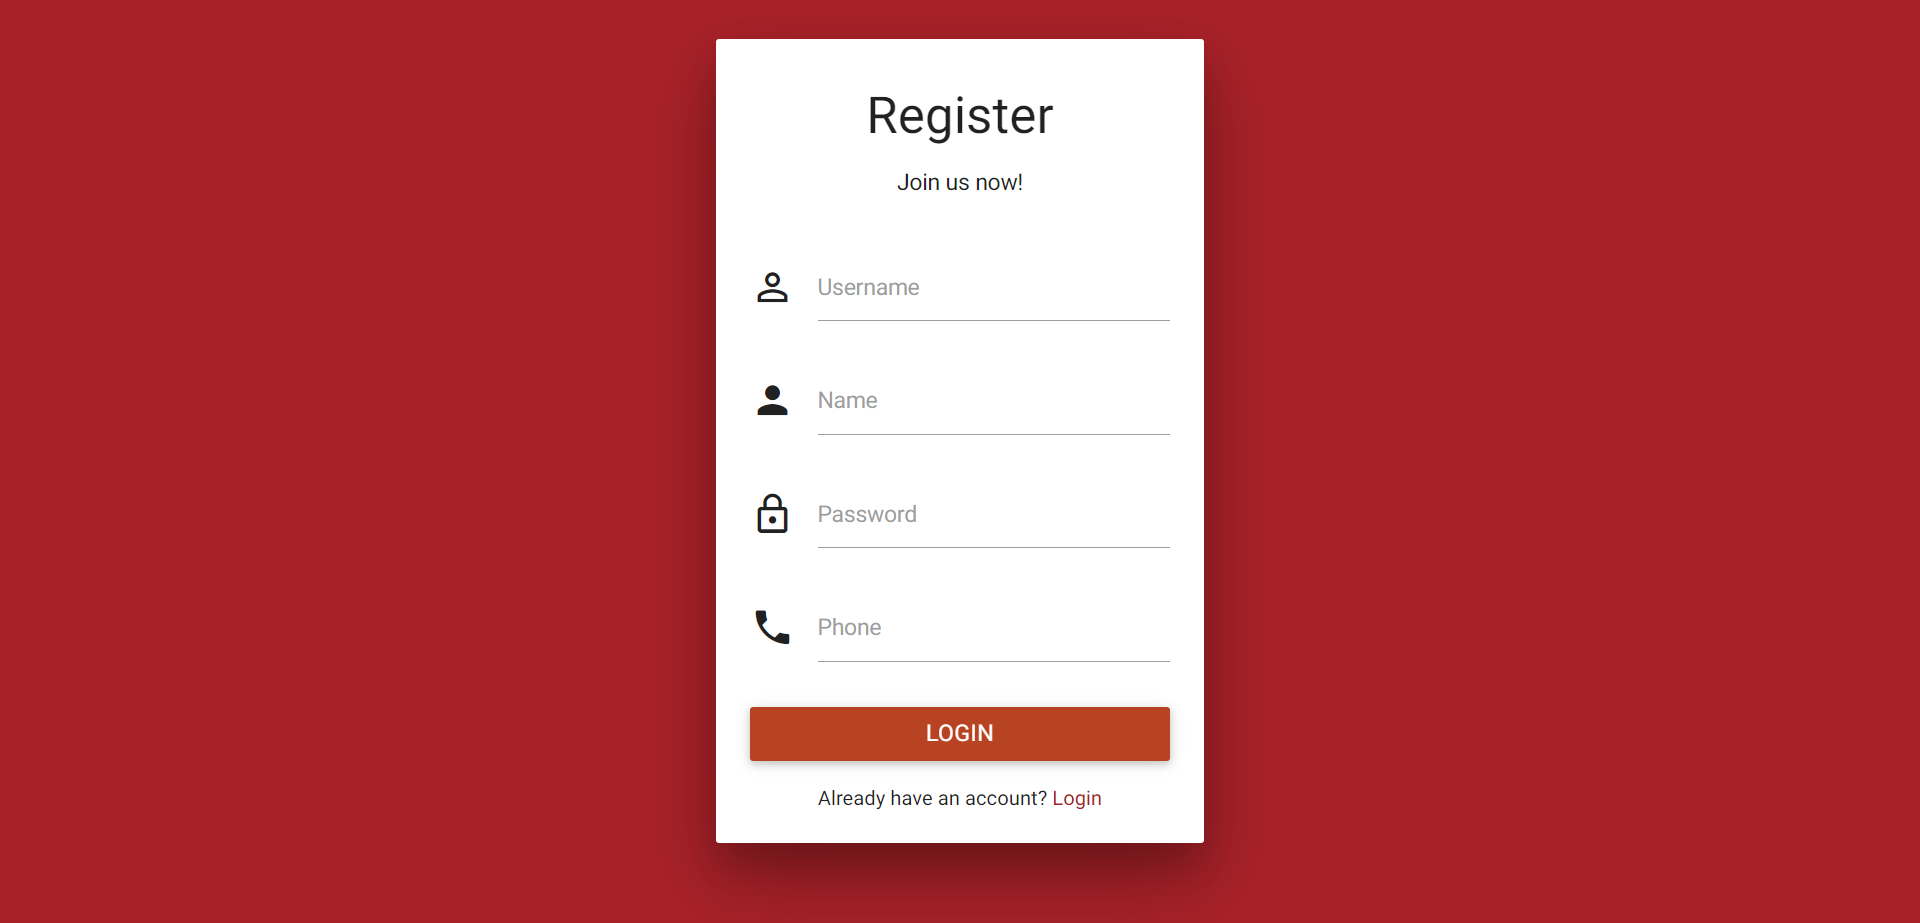 Register
Join us now!
Username
Name
Password
Phone
LOGIN
Already have an account? Login